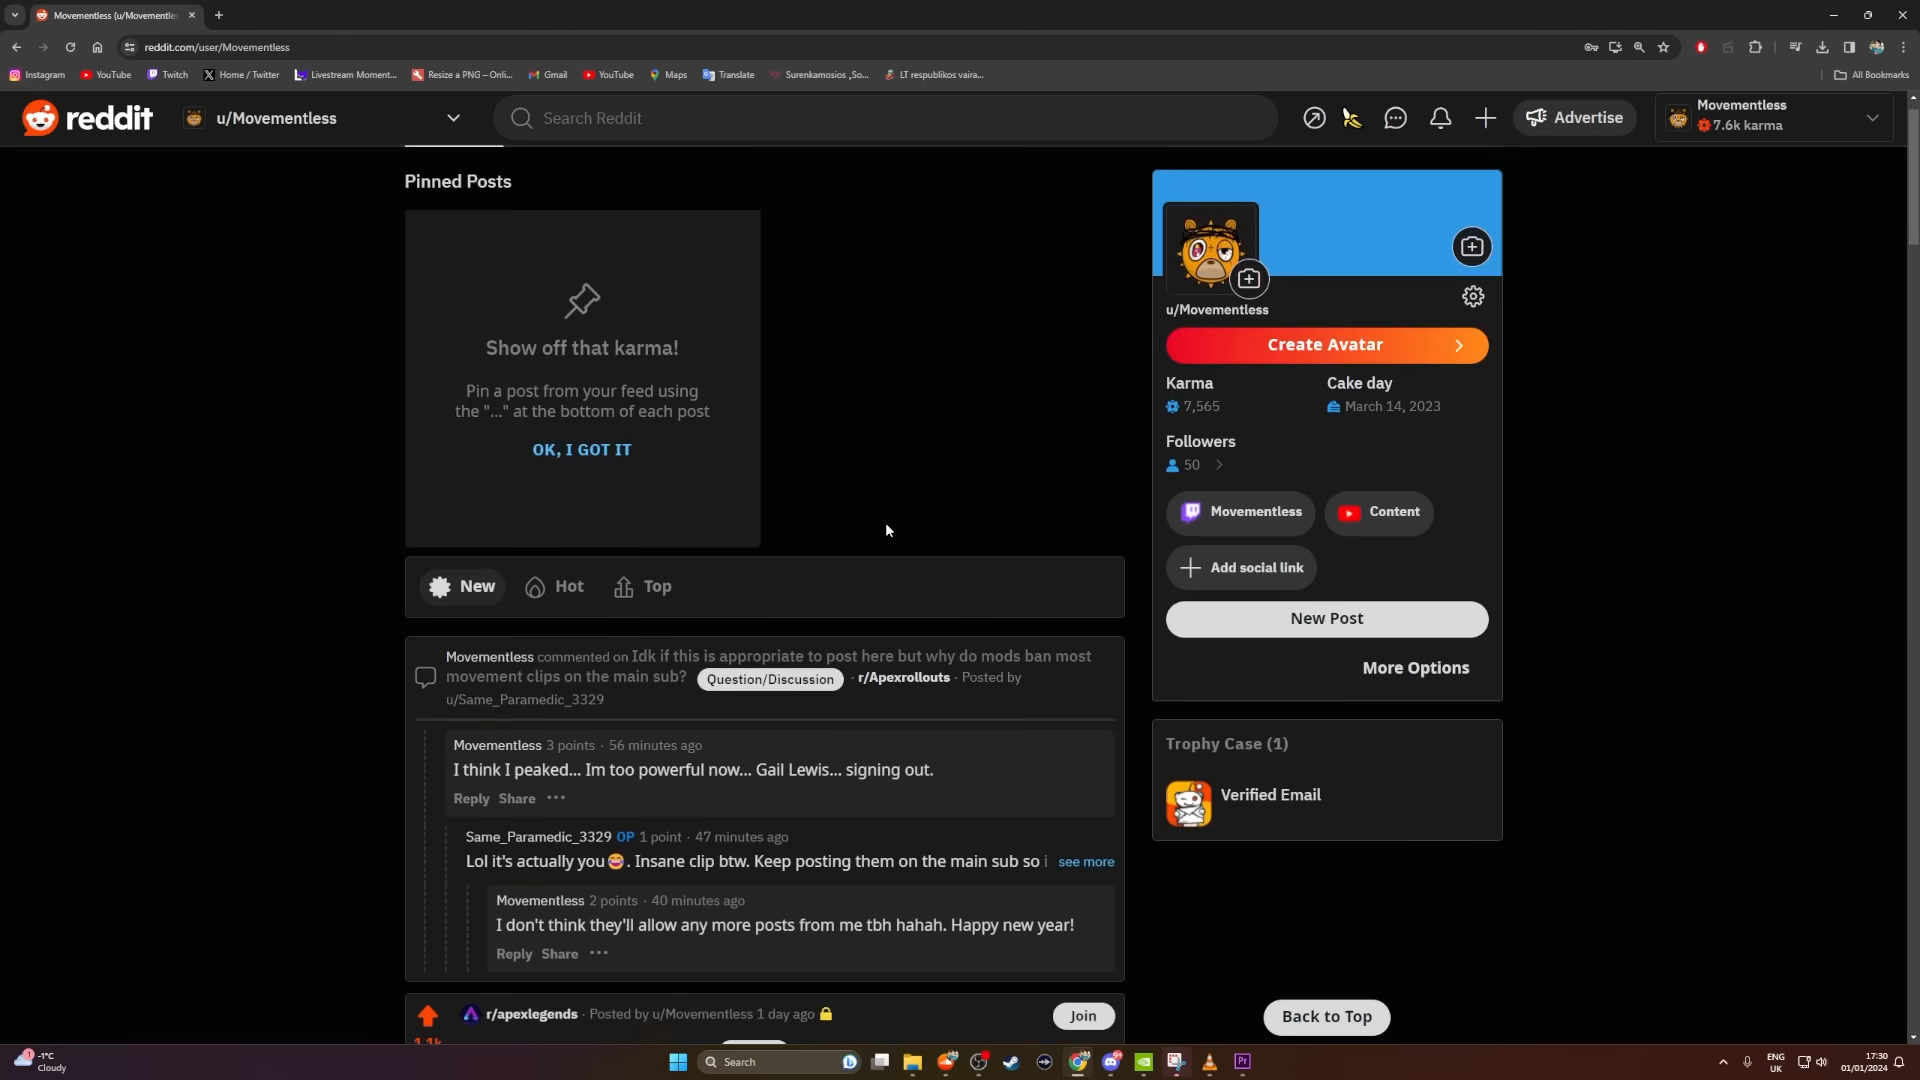 Movementless (u/Movementle
reddit.com/user/Movementless
Instagram YouTube Twitch Home / Twitter Livestream Moment... Resize a PNG – Onli... Gmail YouTube Maps Translate Surenkamosios „So... LT respublikos vaira... All Bookmarks
reddit u/Movementless Search Reddit Advertise Movementless
7.6k karma
Pinned Posts
Show off that karma!
Pin a post from your feed using
the "..." at the bottom of each post
OK, I GOT IT
New Hot Top
Movementless commented on Idk if this is appropriate to post here but why do mods ban most
movement clips on the main sub? Question/Discussion · r/Apexrollouts · Posted by
u/Same_Paramedic_3329
Movementless 3 points · 56 minutes ago
I think I peaked... Im too powerful now... Gail Lewis... signing out.
Reply Share ···
Same_Paramedic_3329 OP 1 point · 47 minutes ago
Lol it's actually you😂. Insane clip btw. Keep posting them on the main sub so i see more
Movementless 2 points · 40 minutes ago
I don't think they'll allow any more posts from me tbh hahah. Happy new year!
Reply Share ···
r/apexlegends · Posted by u/Movementless 1 day ago Join
1.1k
u/Movementless
Create Avatar
Karma Cake day
7,565 March 14, 2023
Followers
50
Movementless Content
Add social link
New Post
More Options
Trophy Case (1)
Verified Email
Back to Top
1 -1°C
Cloudy
Search
Pr
ENG
UK
17:30
01/01/2024